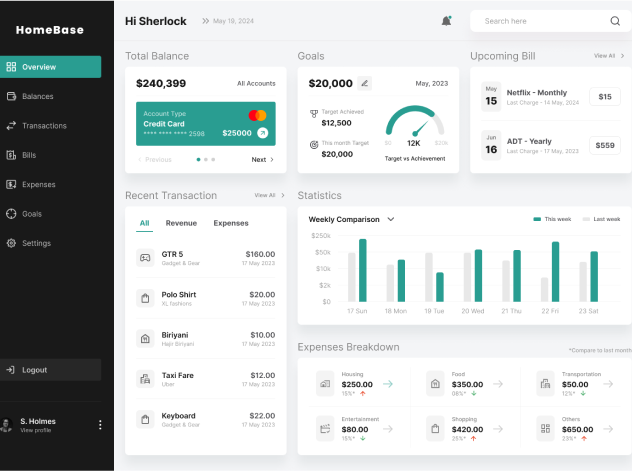 HomeBase
Overview
Balances
Transactions
Bills
Expenses
Goals
Settings
Logout
S. Holmes
View profile
Hi Sherlock
May 19, 2024
Search here
Total Balance
$240,399
All Accounts
Account Type
Credit Card
**** **** **** 2598
$25000
Previous
Next
Goals
$20,000
May, 2023
Target Achieved
$12,500
This month Target
$20,000
$0
12K
$20k
Target vs Achievement
Upcoming Bill
View All
May
15
Netflix - Monthly
Last Charge - 14 May, 2024
$15
Jun
16
ADT - Yearly
Last Charge - 17 May, 2023
$559
Recent Transaction
View All
All
Revenue
Expenses
GTR 5
$160.00
Gadget & Gear
17 May 2023
Polo Shirt
$20.00
XL fashions
17 May 2023
Biriyani
$10.00
Hajir Biriyani
17 May 2023
Taxi Fare
$12.00
Uber
17 May 2023
Keyboard
$22.00
Gadget & Gear
17 May 2023
Statistics
Weekly Comparison
This week
Last week
$250k
$50k
$10k
$2k
$0
17 Sun
18 Mon
19 Tue
20 Wed
21 Thu
22 Fri
23 Sat
Expenses Breakdown
*Compare to last month
Housing
$250.00
15%*
Food
$350.00
08%*
Transportation
$50.00
12%*
Entertainment
$80.00
15%*
Shopping
$420.00
25%*
Others
$650.00
23%*